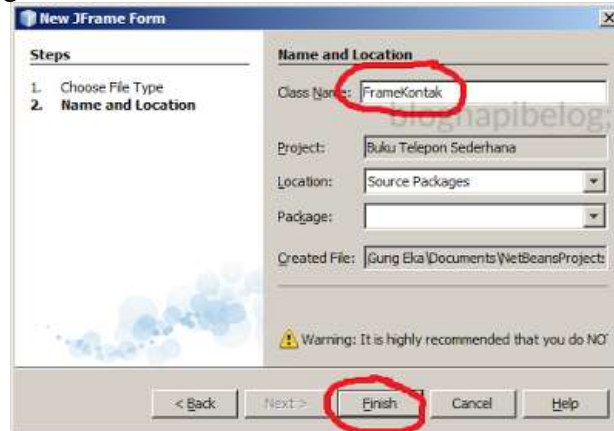 New JFrame Form
Steps
1. Choose File Type
2. Name and Location
Name and Location
Class Name: FrameKontak
Project: Buku Telepon Sederhana
Location: Source Packages
Package:
Created File: Gung Eka\Documents\NetBeansProjects
Warning: It is highly recommended that you do NOT
< Back Next > Finish Cancel Help